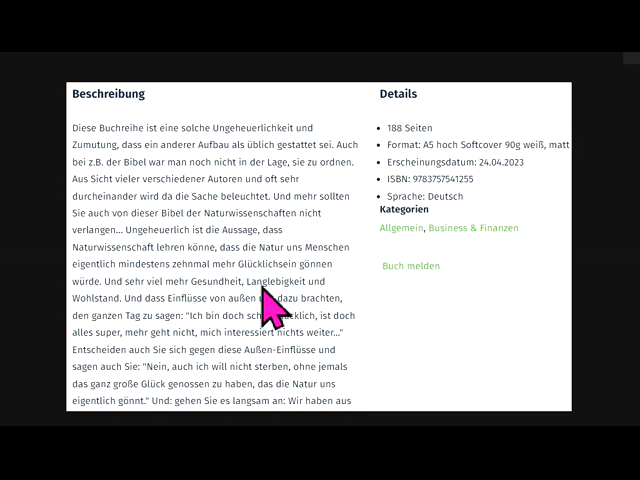 Beschreibung
Diese Buchreihe ist eine solche Ungeheuerlichkeit und
Zumutung, dass ein anderer Aufbau als üblich gestattet sei. Auch
bei z.B. der Bibel war man noch nicht in der Lage, sie zu ordnen.
Aus Sicht vieler verschiedener Autoren und oft sehr
durcheinander wird da die Sache beleuchtet. Und mehr sollten
Sie auch von dieser Bibel der Naturwissenschaften nicht
verlangen... Ungeheuerlich ist die Aussage, dass
Naturwissenschaft lehren könne, dass die Natur uns Menschen
eigentlich mindestens zehnmal mehr Glücklichsein gönnen
würde. Und sehr viel mehr Gesundheit, Langlebigkeit und
Wohlstand. Und dass Einflüsse von außen uns dazu brachten,
den ganzen Tag zu sagen: "Ich bin doch schon glücklich, ist doch
alles super, mehr geht nicht, mich interessiert nichts weiter..."
Entscheiden auch Sie sich gegen diese Außen-Einflüsse und
sagen auch Sie: "Nein, auch ich will nicht sterben, ohne jemals
das ganz große Glück genossen zu haben, das die Natur uns
eigentlich gönnt." Und: gehen Sie es langsam an: Wir haben aus
Details
188 Seiten
Format: A5 hoch Softcover 90g weiß, matt
Erscheinungsdatum: 24.04.2023
ISBN: 9783757541255
Sprache: Deutsch
Kategorien
Allgemein, Business & Finanzen
Buch melden